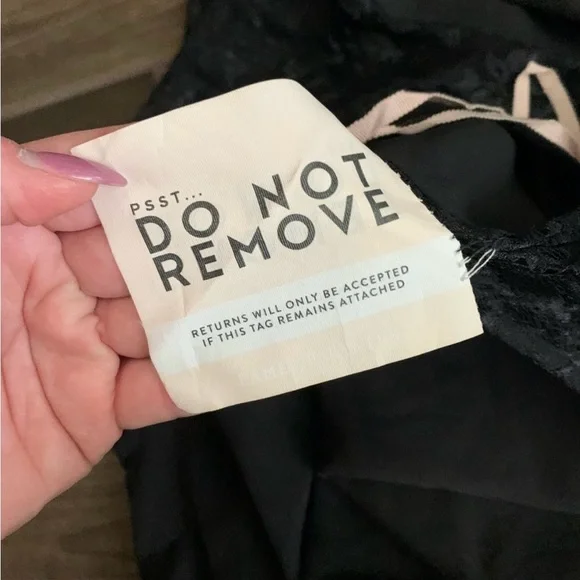 PSST...
DO NOT
REMOVE
RETURNS WILL ONLY BE ACCEPTED
IF THIS TAG REMAINS ATTACHED